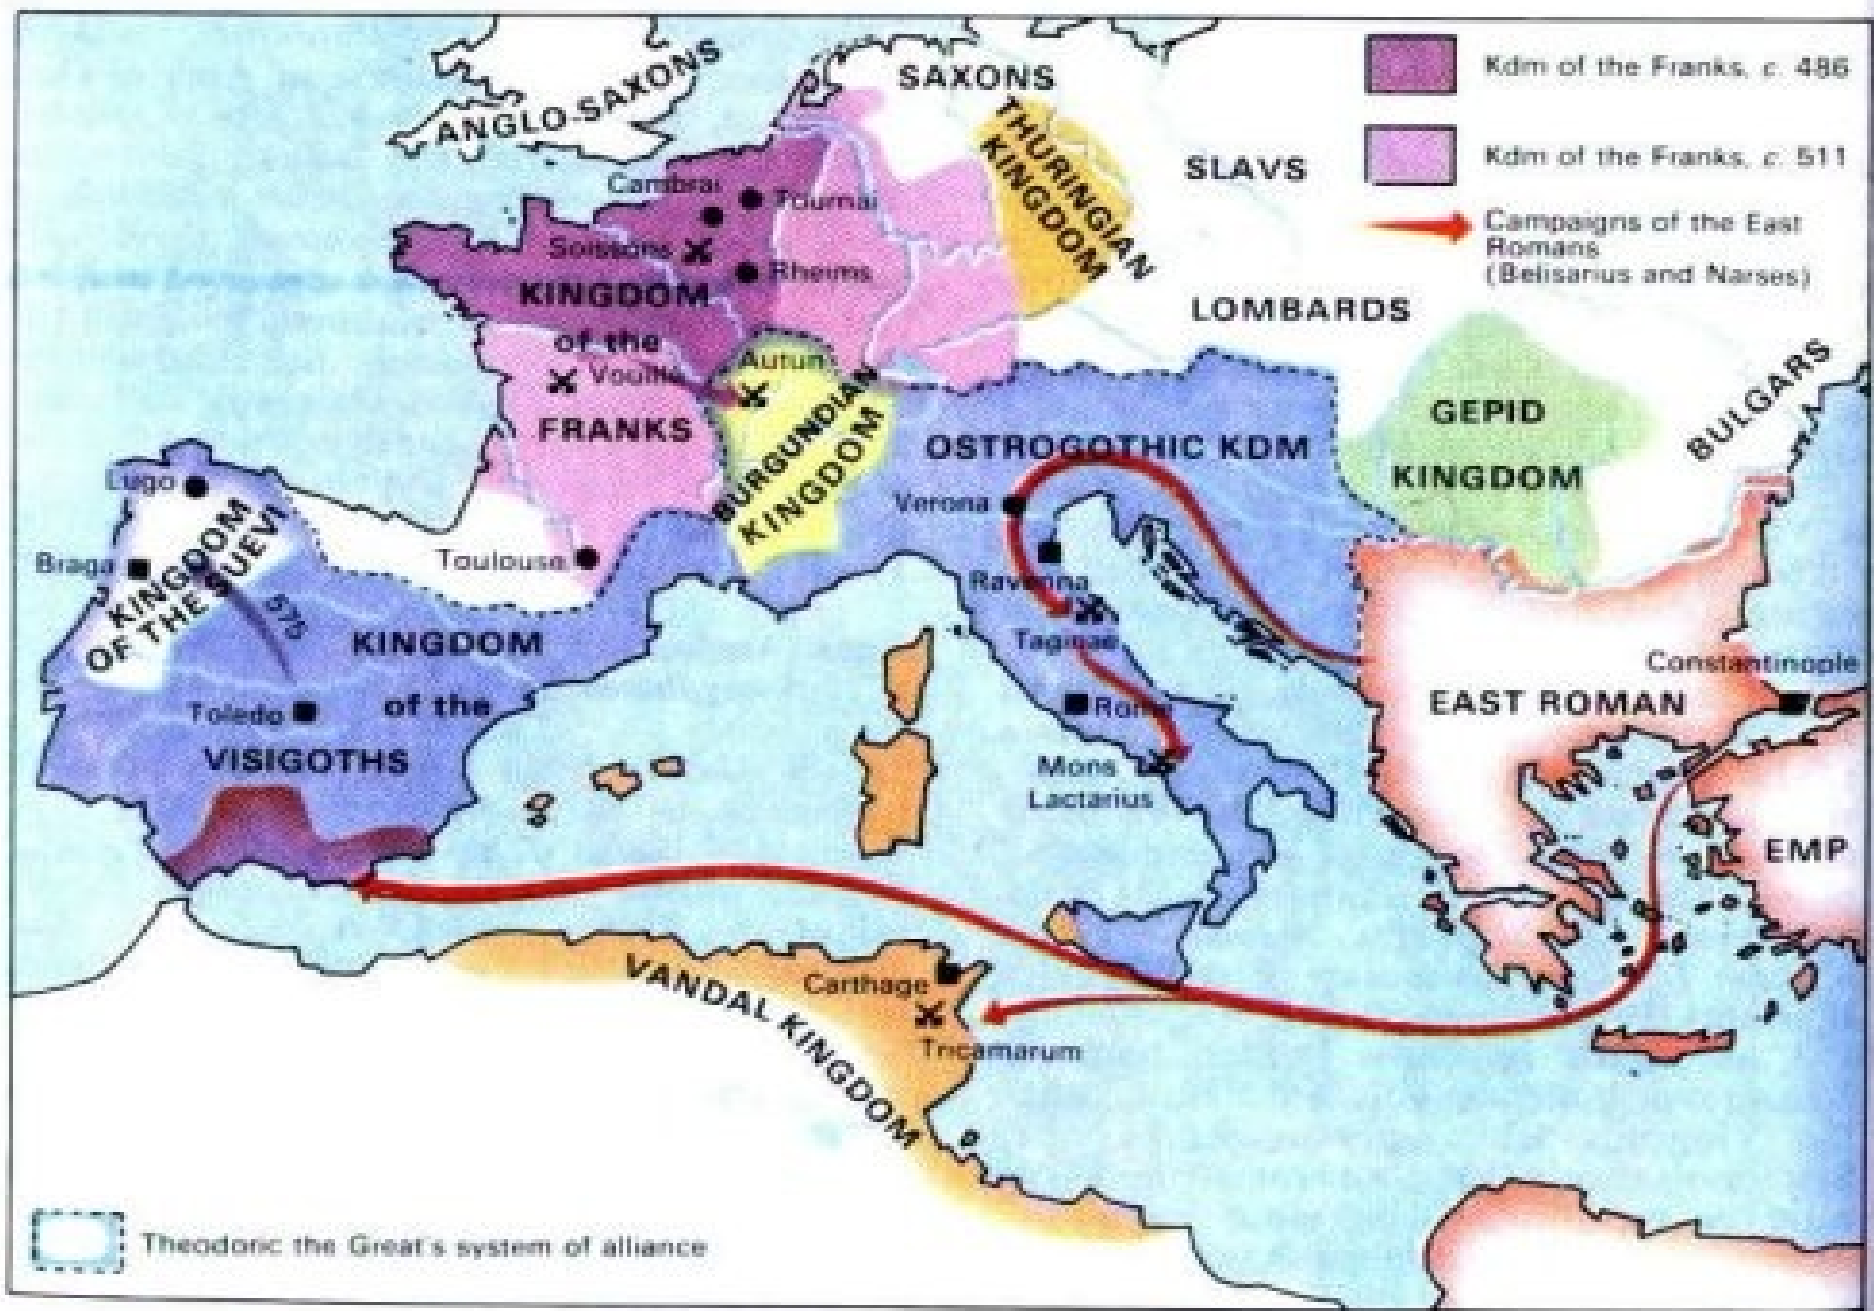 Kdm of the Franks, c. 486
Kdm of the Franks, c. 511
Campaigns of the East
Romans
(Belisarius and Narses)
ANGLO-SAXONS
SAXONS
THURINGIAN
KINGDOM
SLAVS
LOMBARDS
Cambrai
Tournai
Soissons
Rheims
KINGDOM
of the
FRANKS
Vouillé
Autun
BURGUNDIAN
KINGDOM
OSTROGOTHIC KDM
GEPID
KINGDOM
BULGARS
Lugo
Braga
KINGDOM
OF THE SUEVI
575
Toulouse
Verona
Ravenna
Taginae
Rome
Mons
Lactarius
KINGDOM
of the
VISIGOTHS
Toledo
Constantinople
EAST ROMAN
EMP
Carthage
Tricamarum
VANDAL KINGDOM
Theodoric the Great's system of alliance